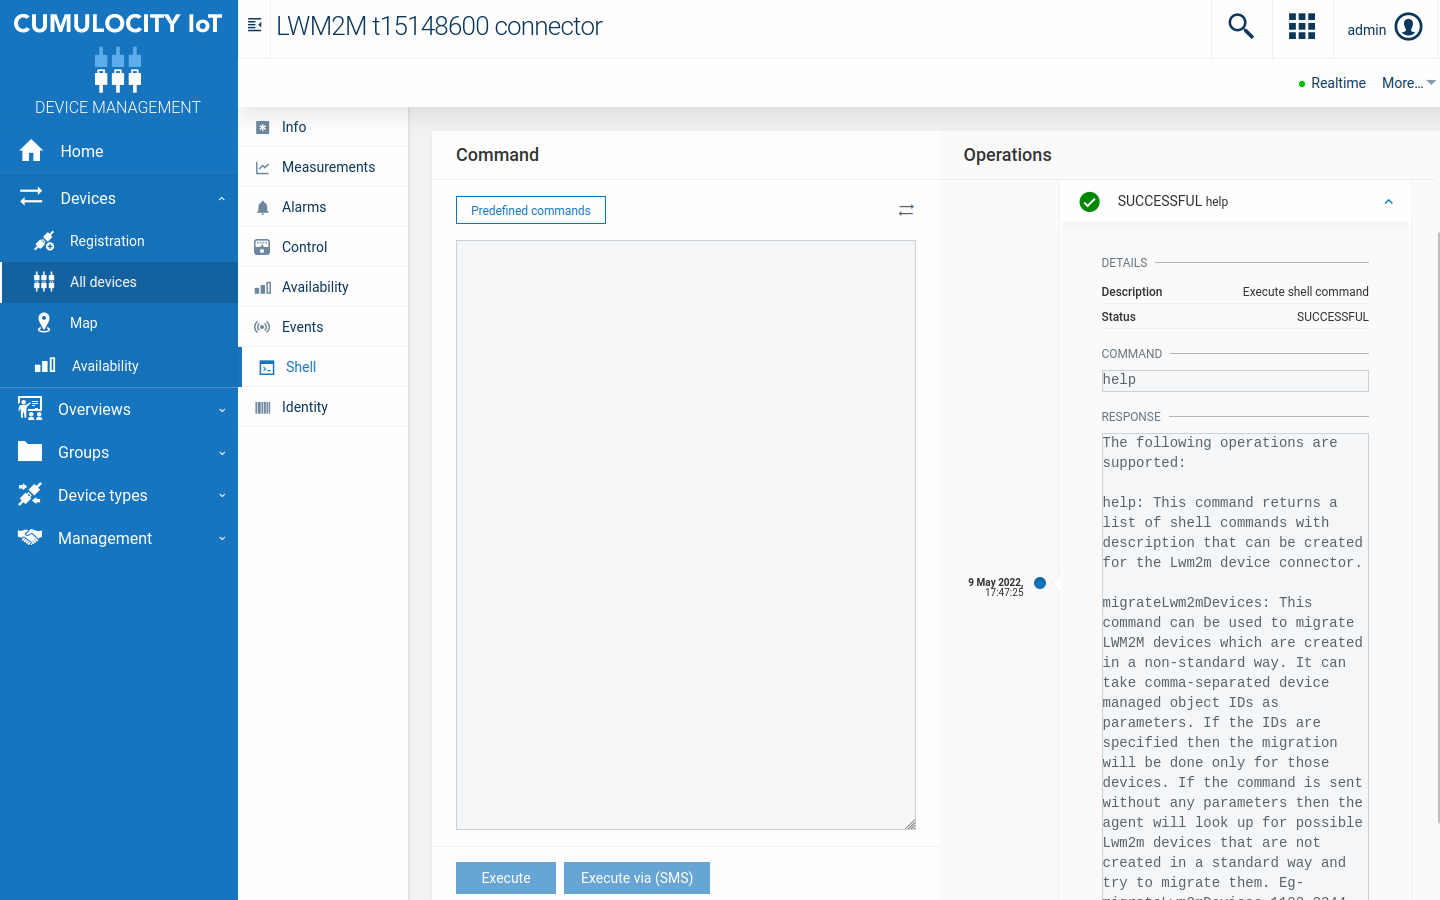 CUMULOCITY IoT
DEVICE MANAGEMENT
Home
Devices
Registration
All devices
Map
Availability
Overviews
Groups
Device types
Management
LWM2M t15148600 connector
admin
Realtime
More...
Info
Measurements
Alarms
Control
Availability
Events
Shell
Identity
Command
Predefined commands
Execute
Execute via (SMS)
Operations
9 May 2022,
17:47:25
SUCCESSFUL help
DETAILS
Description Execute shell command
Status SUCCESSFUL
COMMAND
help
RESPONSE
The following operations are
supported:
help: This command returns a
list of shell commands with
description that can be created
for the Lwm2m device connector.
migrateLwm2mDevices: This
command can be used to migrate
LWM2M devices which are created
in a non-standard way. It can
take comma-separated device
managed object IDs as
parameters. If the IDs are
specified then the migration
will be done only for those
devices. If the command is sent
without any parameters then the
agent will look up for possible
Lwm2m devices that are not
created in a standard way and
try to migrate them. Eg-